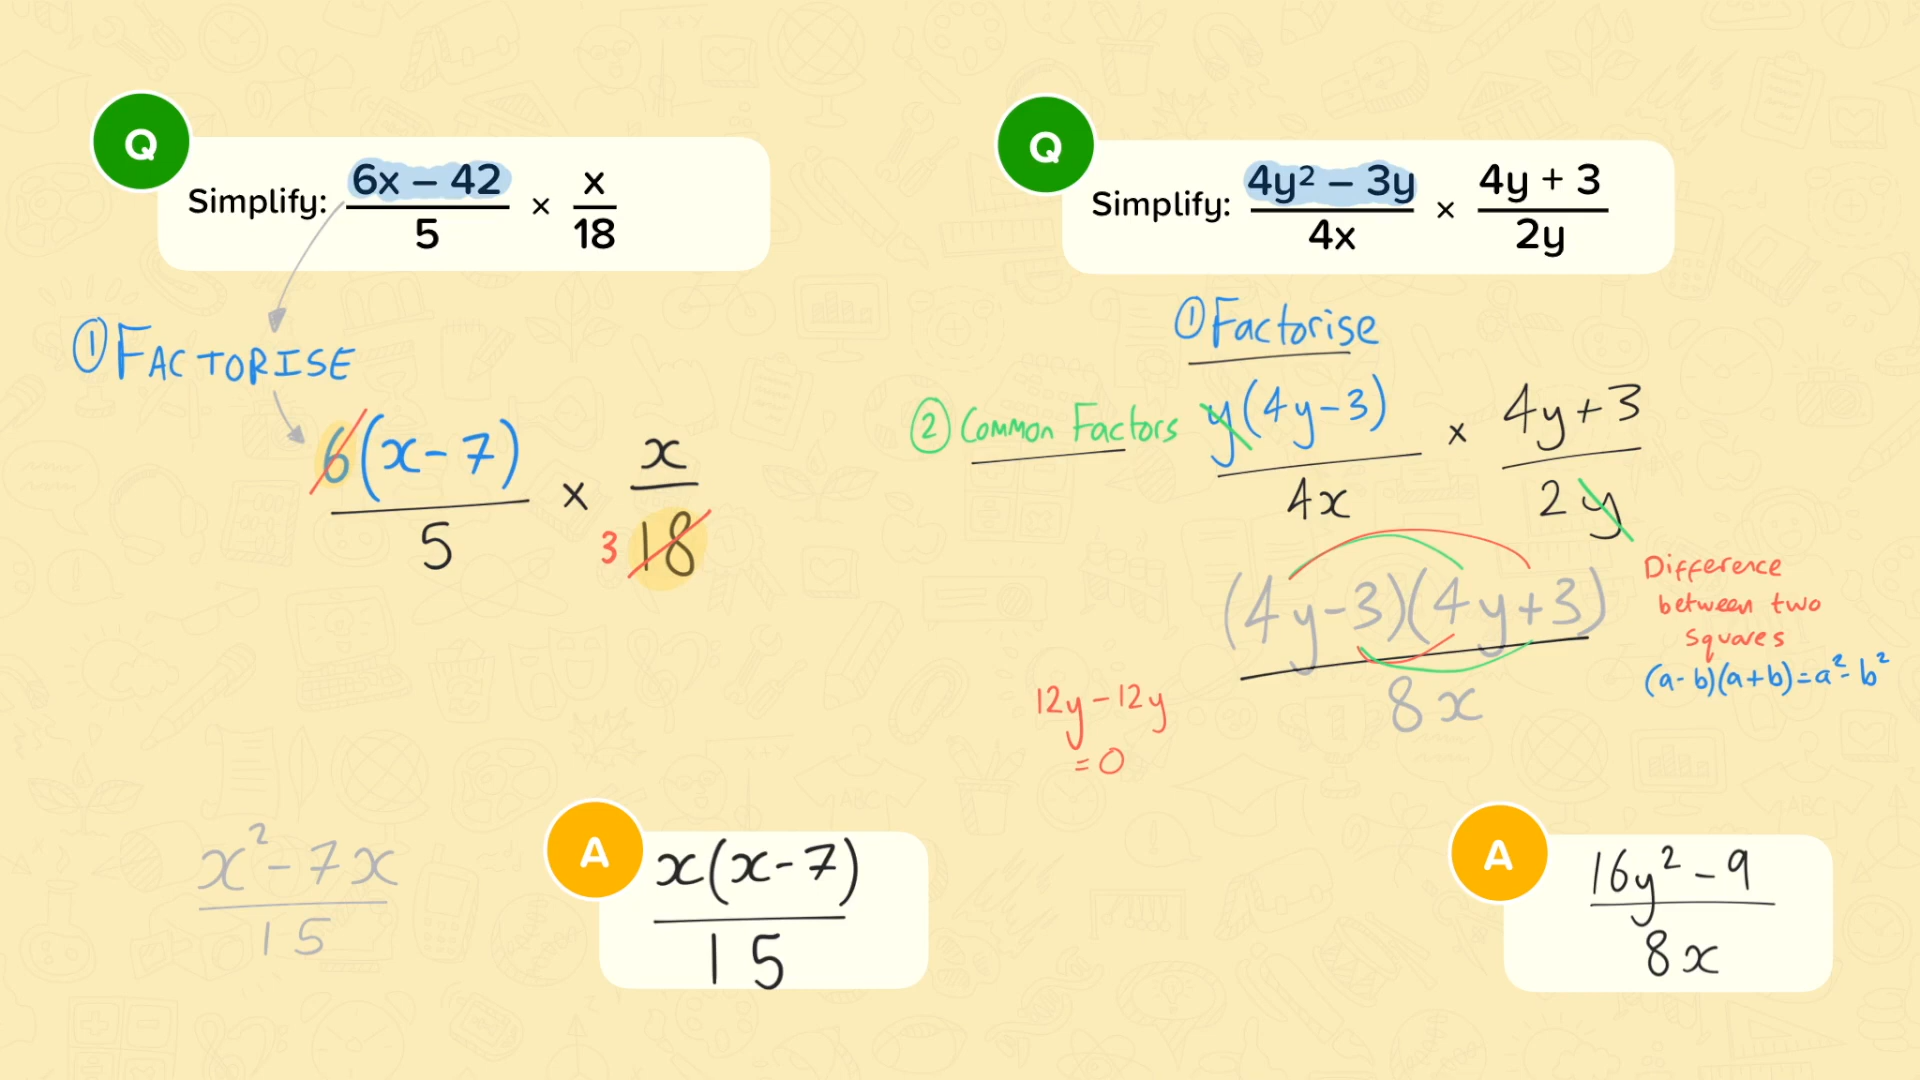 Q
Simplify: 6x – 42 / 5 × x / 18
① FACTORISE
6(x-7) / 5 × x / 18
3
x² - 7x / 15
A
x(x-7) / 15
Q
Simplify: 4y² – 3y / 4x × 4y + 3 / 2y
① Factorise
② Common Factors
y(4y-3) / 4x × 4y+3 / 2y
(4y-3)(4y+3) / 8x
Difference
between two
squares
(a-b)(a+b)=a²-b²
12y-12y
=0
A
16y² - 9 / 8x